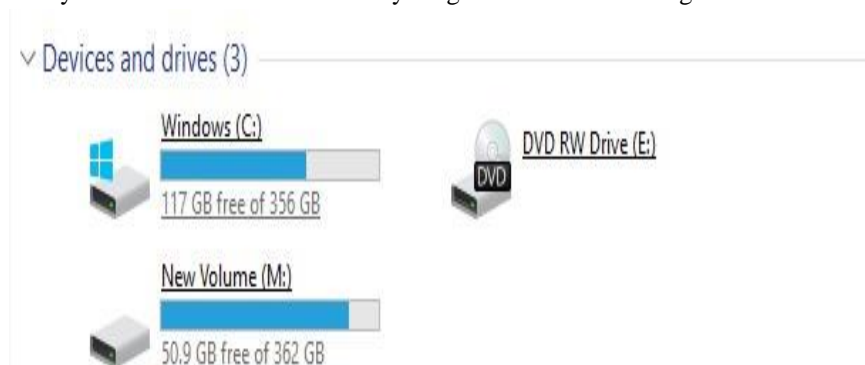 Devices and drives (3)
Windows (C:)
117 GB free of 356 GB
DVD RW Drive (E:)
DVD
New Volume (M:)
50.9 GB free of 362 GB